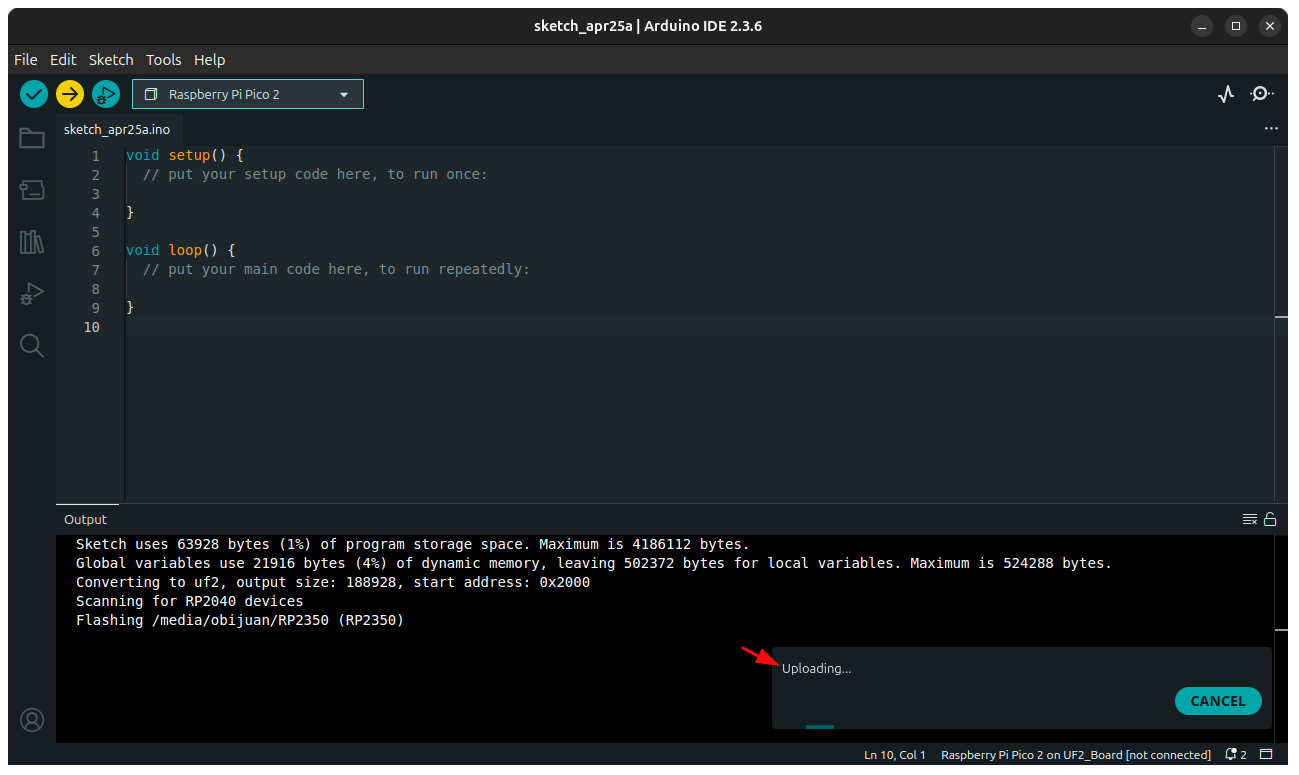 sketch_apr25a | Arduino IDE 2.3.6
File Edit Sketch Tools Help
Raspberry Pi Pico 2
sketch_apr25a.ino
1 void setup() {
2 // put your setup code here, to run once:
3
4 }
5
6 void loop() {
7 // put your main code here, to run repeatedly:
8
9 }
10
Output
Sketch uses 63928 bytes (1%) of program storage space. Maximum is 4186112 bytes.
Global variables use 21916 bytes (4%) of dynamic memory, leaving 502372 bytes for local variables. Maximum is 524288 bytes.
Converting to uf2, output size: 188928, start address: 0x2000
Scanning for RP2040 devices
Flashing /media/obijuan/RP2350 (RP2350)
Uploading...
CANCEL
Ln 10, Col 1 Raspberry Pi Pico 2 on UF2_Board [not connected] 2